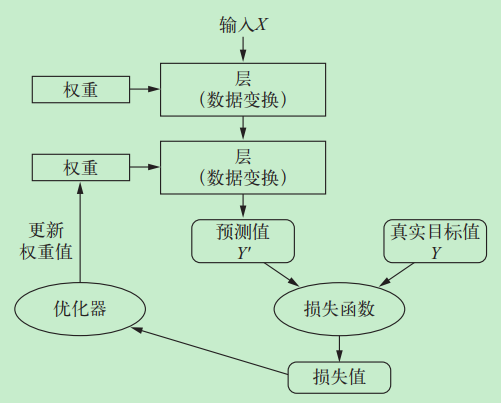 输入X
层
权重
（数据变换）
层
权重
（数据变换）
更新
权重值
预测值
Y′
真实目标值
Y
优化器
损失函数
损失值